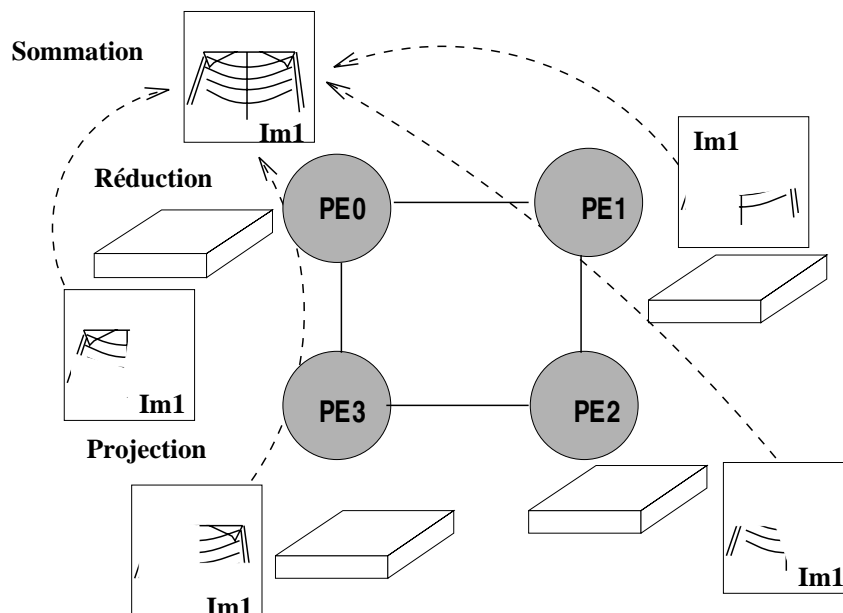 Sommation
Im1
Im1
Réduction
PE0
PE1
Im1
PE3
PE2
Projection
Im1
Im1